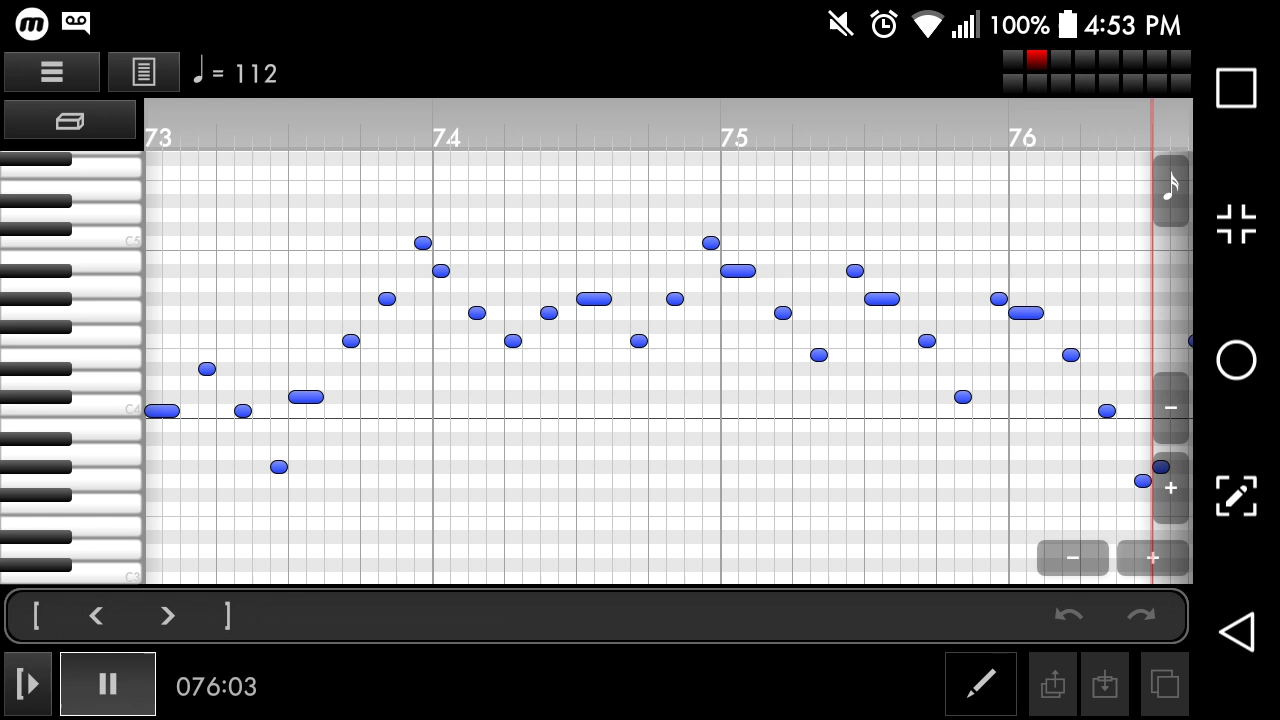 100% 4:53 PM
♩ = 112
73 74 75 76
C5
C4
C3
076:03